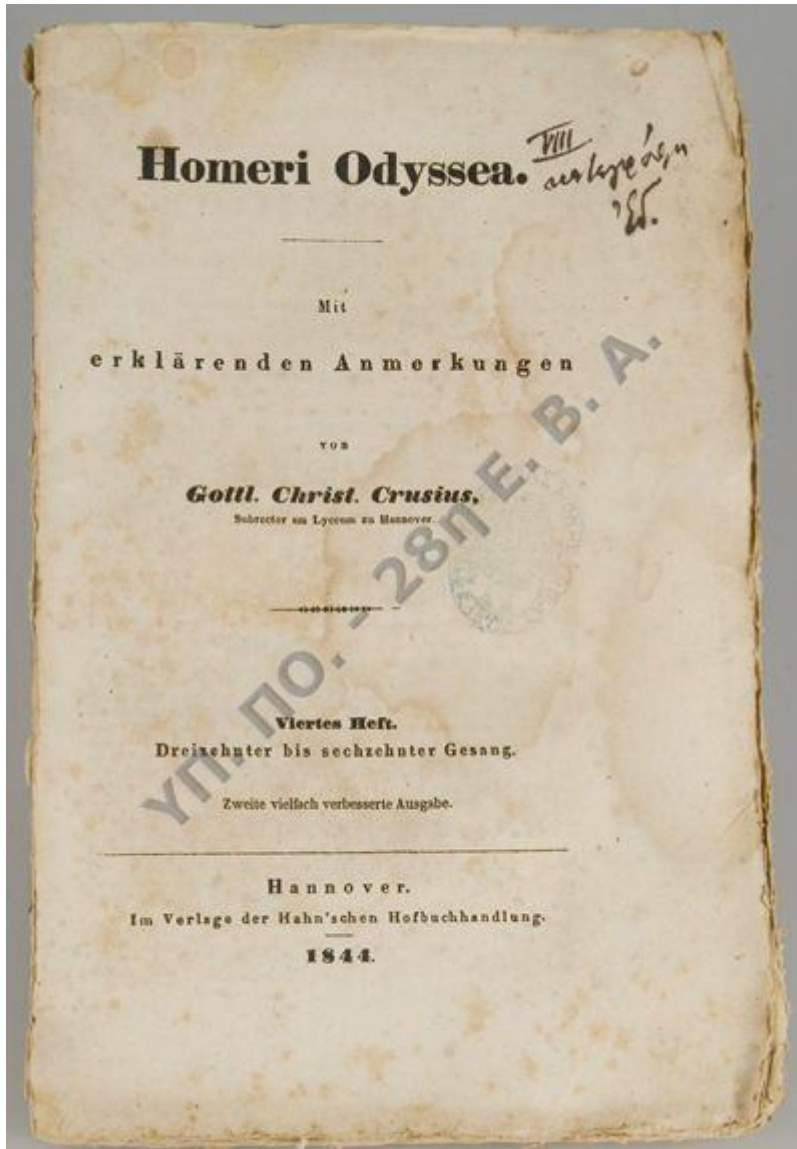 Homeri Odyssea.
VIII
Mit
erklärenden Anmerkungen
von
Gottl. Christ. Crusius,
Subrector am Lyceum zu Hannover.
Viertes Heft.
Dreizehnter bis sechzehnter Gesang.
Zweite vielfach verbesserte Ausgabe.
Hannover.
Im Verlage der Hahn'schen Hofbuchhandlung.
1844.
ΥΠ. ΠΟ. - 28η Ε. Β. Α.